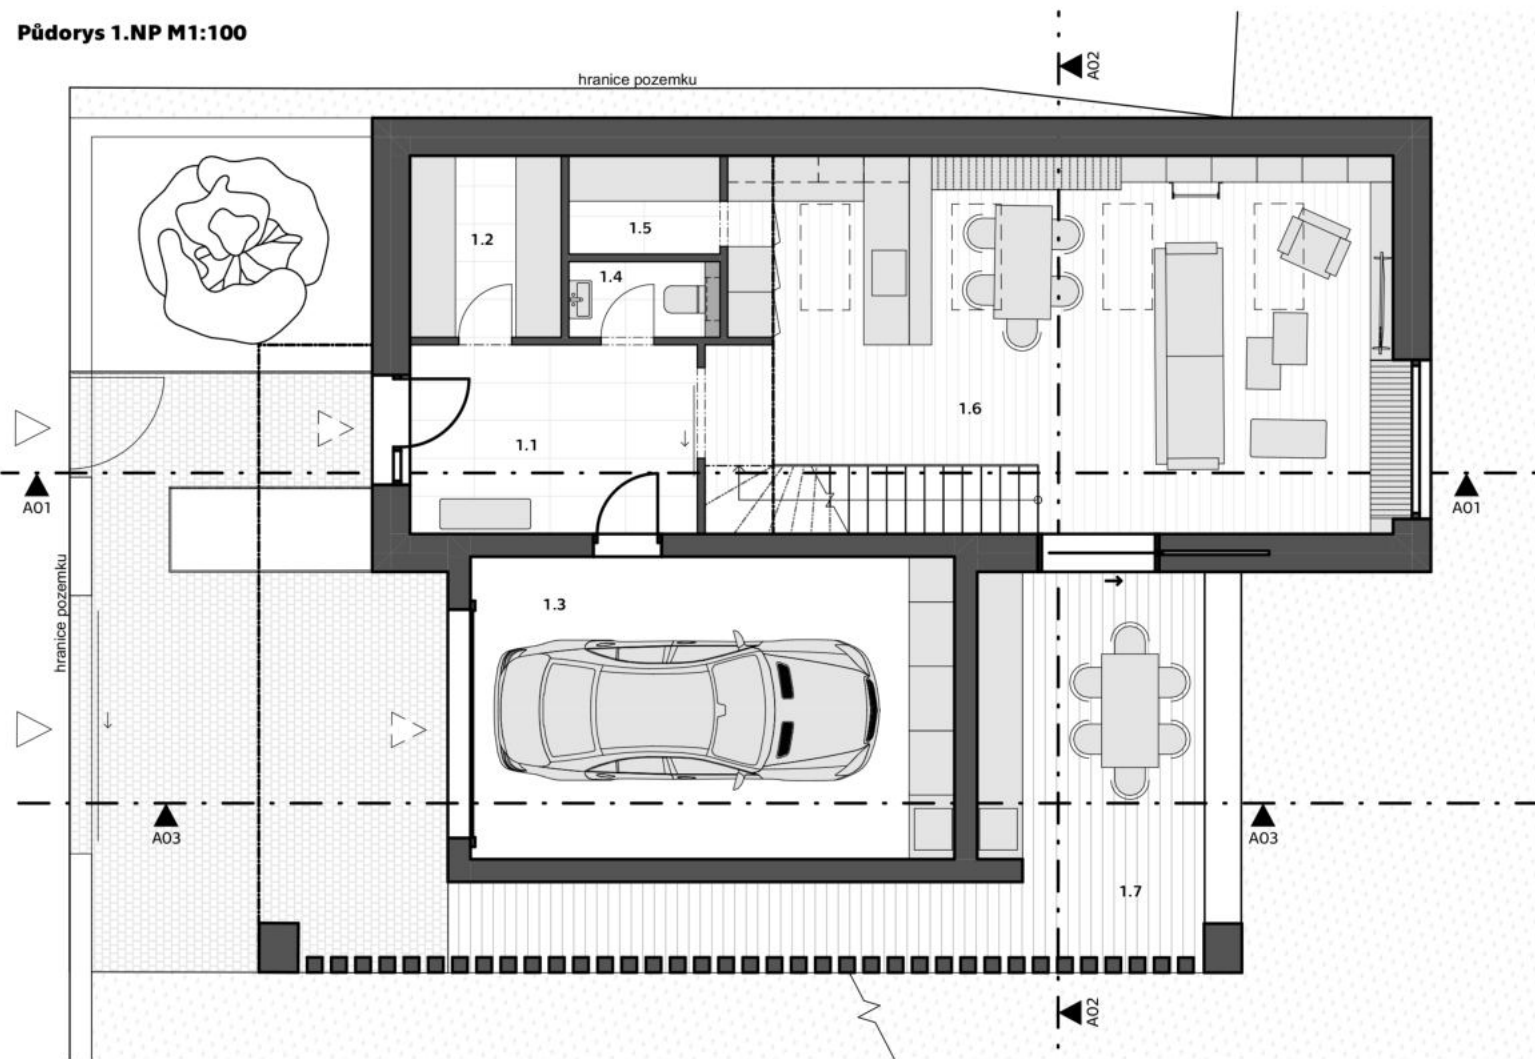 Půdorys 1.NP M1:100
A02
hranice pozemku
1.2
1.5
1.4
1.6
1.1
A01
A01
hranice pozemku
1.3
A03
A03
1.7
A02